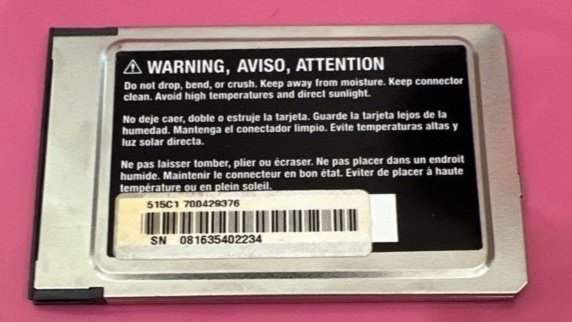 ⚠ WARNING, AVISO, ATTENTION
Do not drop, bend, or crush. Keep away from moisture. Keep connector
clean. Avoid high temperatures and direct sunlight.
No deje caer, doble o estruje la tarjeta. Guarde la tarjeta lejos de la
humedad. Mantenga el conectador limpio. Evite temperaturas altas y
luz solar directa.
Ne pas laisser tomber, plier ou écraser. Ne pas placer dans un endroit
humide. Maintenir le connecteur en bon état. Eviter de placer à haute
température ou en plein soleil.
515C1 700429376
SN 081635402234